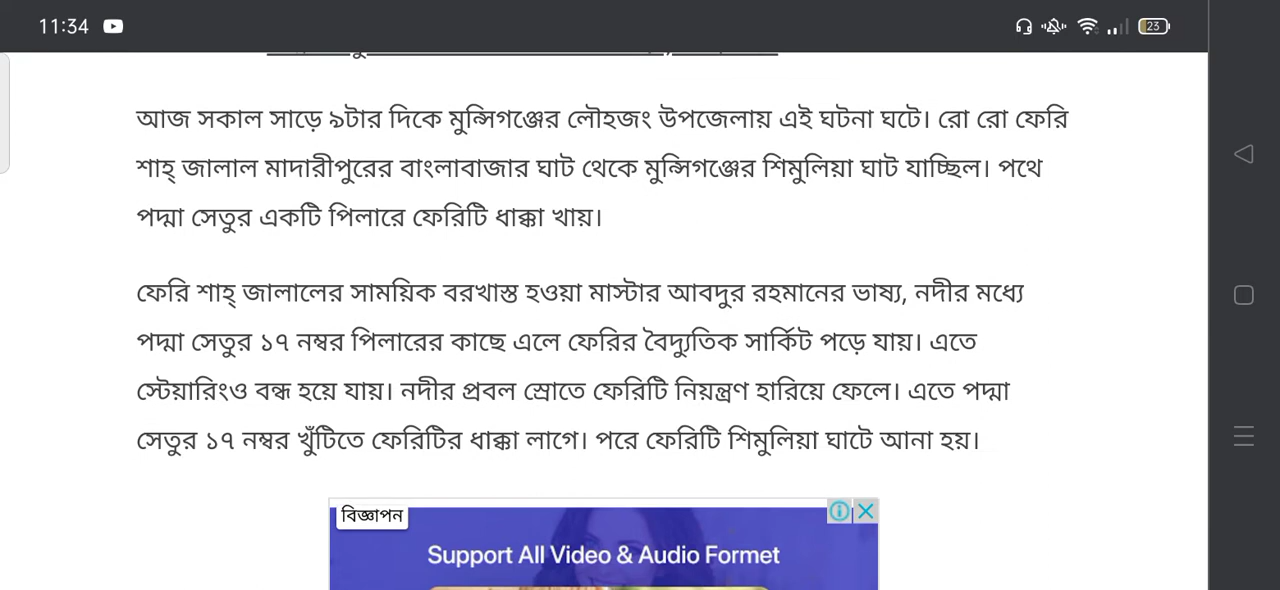 11:34
23
আজ সকাল সাড়ে ৯টার দিকে মুন্সিগঞ্জের লৌহজং উপজেলায় এই ঘটনা ঘটে। রো রো ফেরি
শাহ্ জালাল মাদারীপুরের বাংলাবাজার ঘাট থেকে মুন্সিগঞ্জের শিমুলিয়া ঘাট যাচ্ছিল। পথে
পদ্মা সেতুর একটি পিলারে ফেরিটি ধাক্কা খায়।
ফেরি শাহ্ জালালের সাময়িক বরখাস্ত হওয়া মাস্টার আবদুর রহমানের ভাষ্য, নদীর মধ্যে
পদ্মা সেতুর ১৭ নম্বর পিলারের কাছে এলে ফেরির বৈদ্যুতিক সার্কিট পড়ে যায়। এতে
স্টেয়ারিংও বন্ধ হয়ে যায়। নদীর প্রবল স্রোতে ফেরিটি নিয়ন্ত্রণ হারিয়ে ফেলে। এতে পদ্মা
সেতুর ১৭ নম্বর খুঁটিতে ফেরিটির ধাক্কা লাগে। পরে ফেরিটি শিমুলিয়া ঘাটে আনা হয়।
বিজ্ঞাপন
Support All Video & Audio Formet